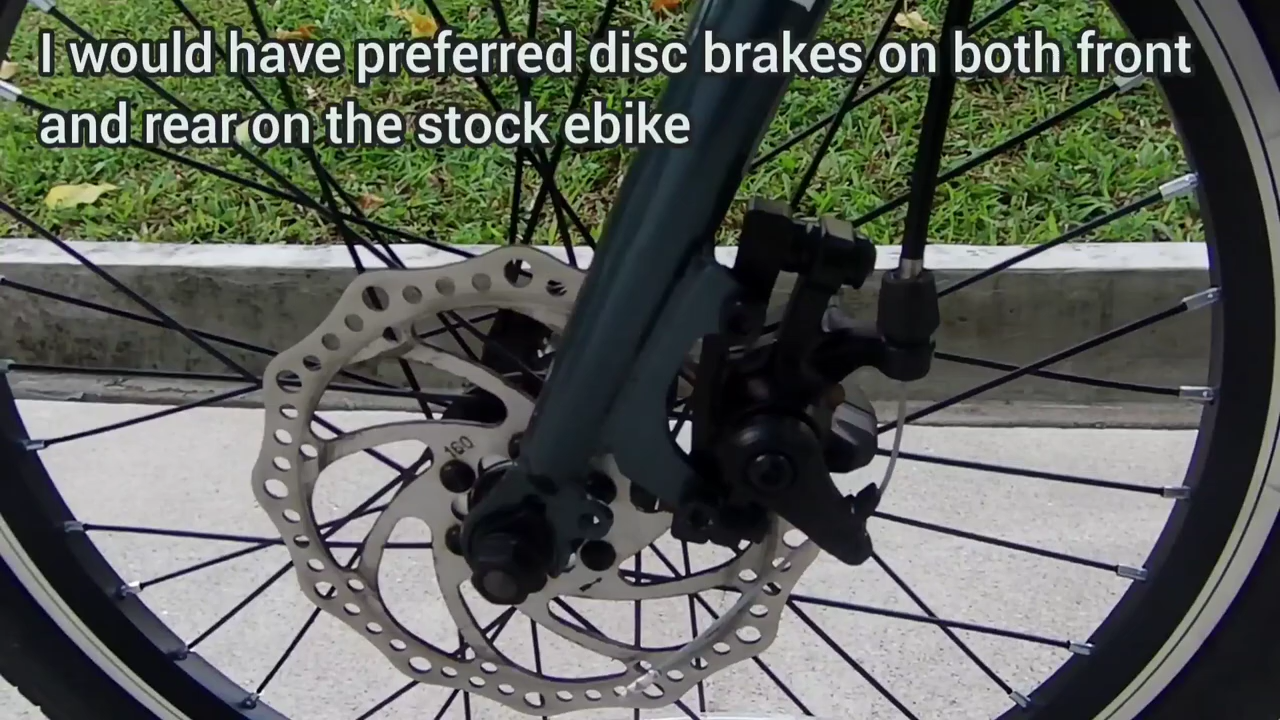 I would have preferred disc brakes on both front
and rear on the stock ebike
160